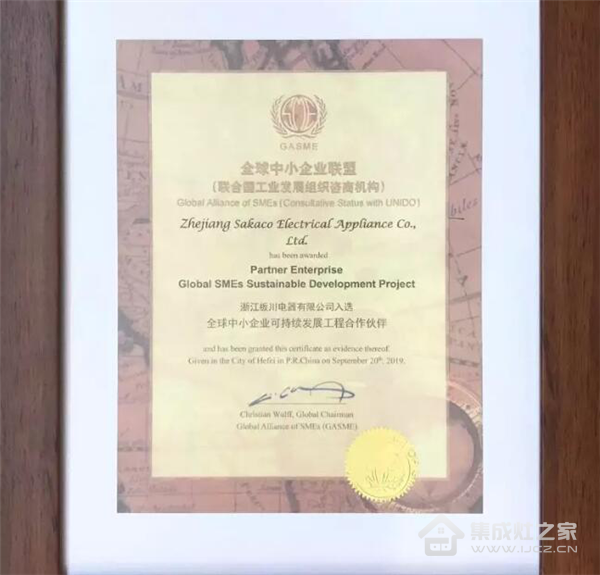 GASME
全球中小企业联盟
(联合国工业发展组织咨商机构)
Global Alliance of SMEs (Consultative Status with UNIDO)
Zhejiang Sakaco Electrical Appliance Co.,
Ltd.
has been awarded
Partner Enterprise
Global SMEs Sustainable Development Project
浙江板川电器有限公司入选
全球中小企业可持续发展工程合作伙伴
and has been granted this certificate as evidence thereof.
Given in the City of Hefei in P.R.China on September 20th, 2019.
Christian Wulff, Global Chairman
Global Alliance of SMEs (GASME)
集成灶之家
www.IJCZ.CN